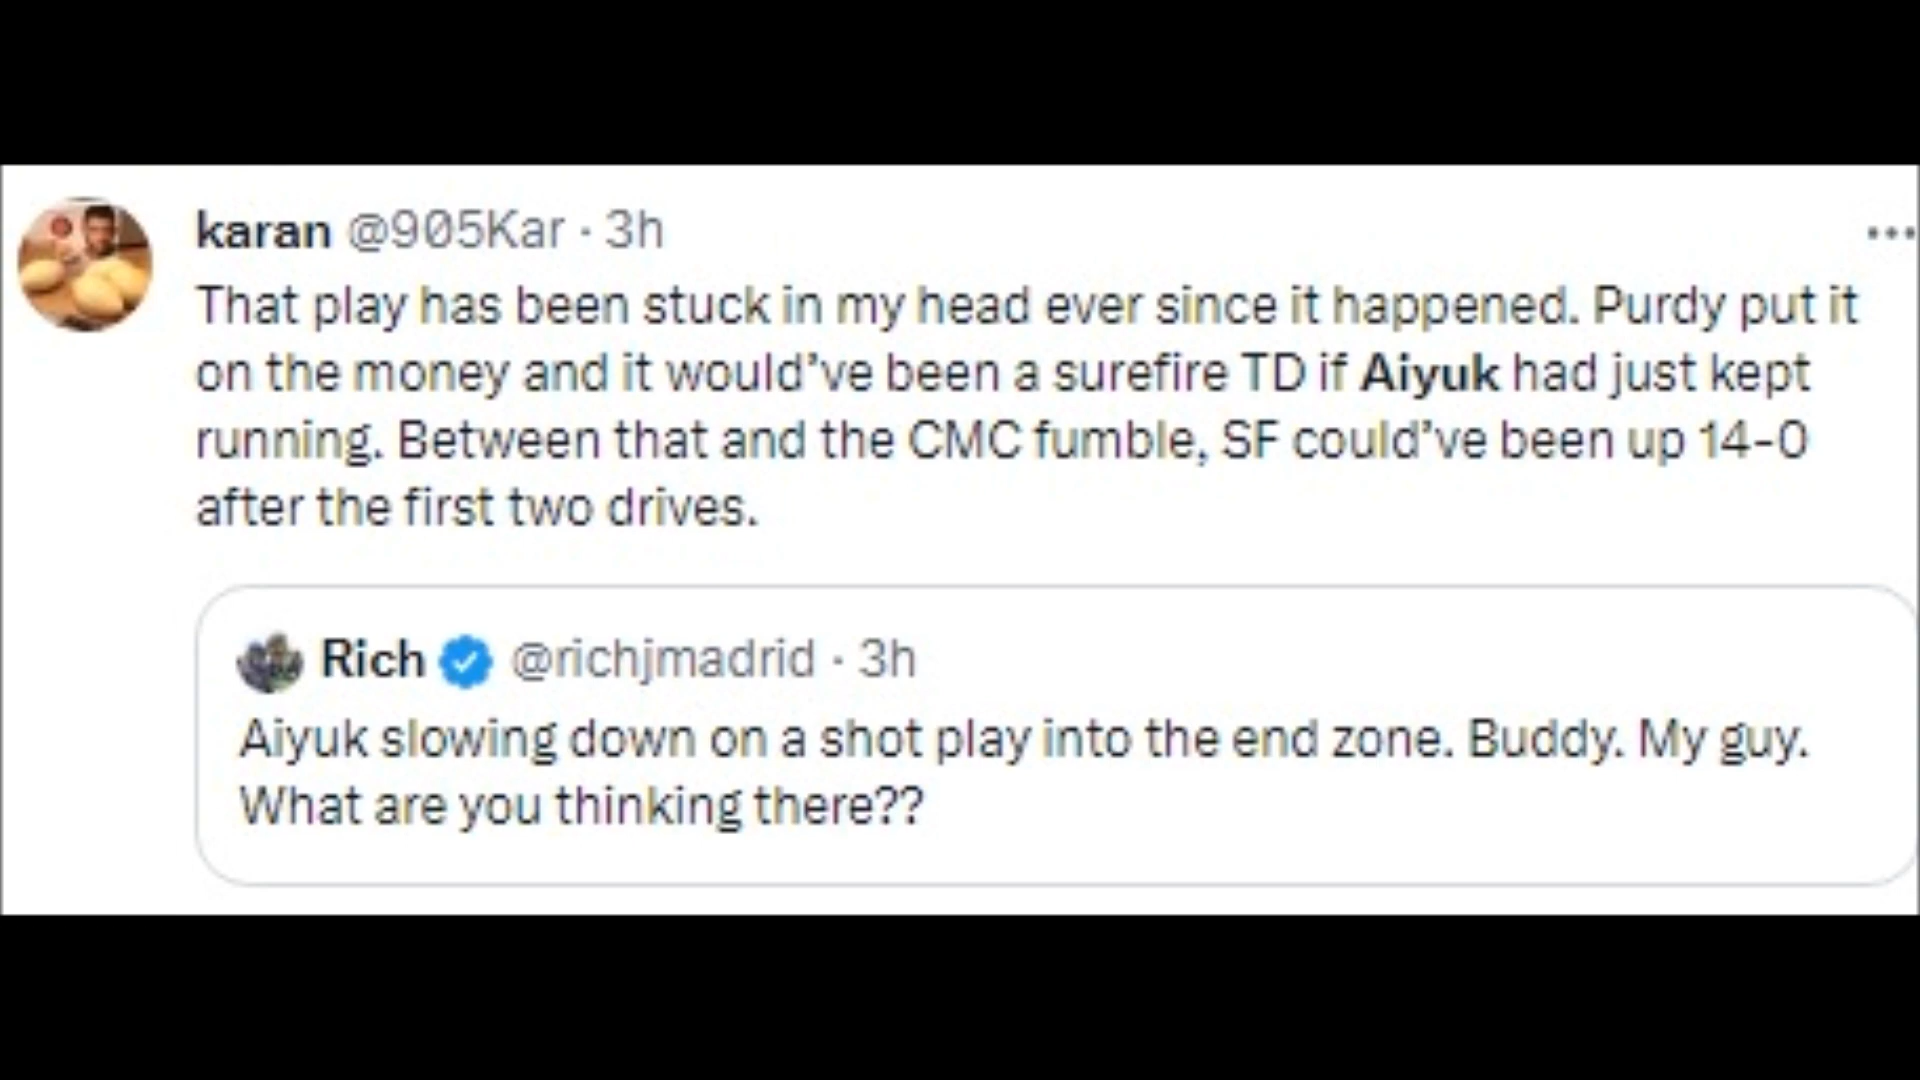 karan @905Kar · 3h
That play has been stuck in my head ever since it happened. Purdy put it
on the money and it would’ve been a surefire TD if Aiyuk had just kept
running. Between that and the CMC fumble, SF could’ve been up 14-0
after the first two drives.
Rich @richjmadrid · 3h
Aiyuk slowing down on a shot play into the end zone. Buddy. My guy.
What are you thinking there??